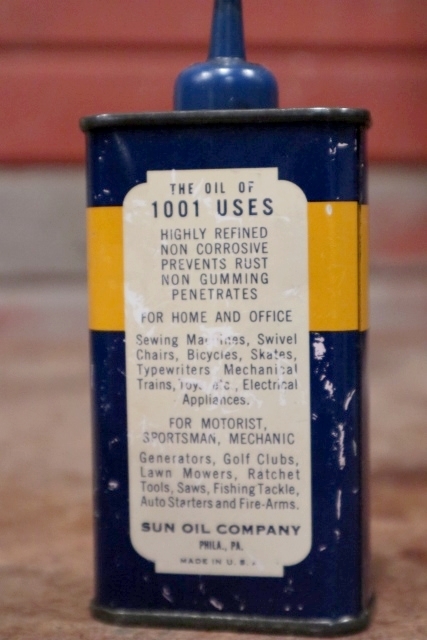 THE OIL OF
1001 USES
HIGHLY REFINED
NON CORROSIVE
PREVENTS RUST
NON GUMMING
PENETRATES
FOR HOME AND OFFICE
Sewing Machines, Swivel
Chairs, Bicycles, Skates,
Typewriters Mechanical
Trains, Toys, etc., Electrical
Appliances.
FOR MOTORIST,
SPORTSMAN, MECHANIC
Generators, Golf Clubs,
Lawn Mowers, Ratchet
Tools, Saws, Fishing Tackle,
Auto Starters and Fire-Arms.
SUN OIL COMPANY
PHILA., PA.
MADE IN U. S. A.